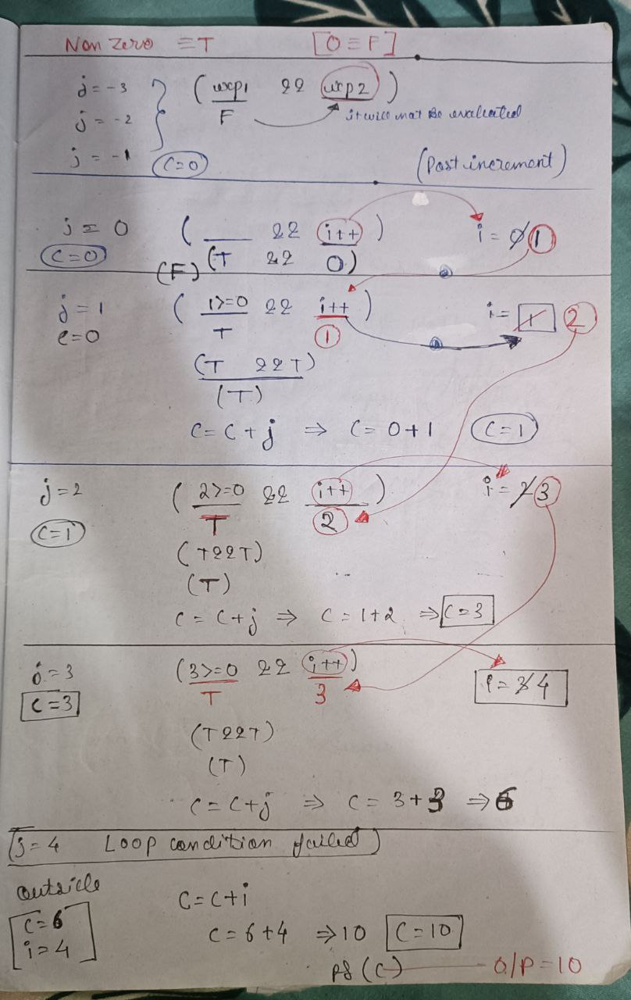 Non Zero ≡ T [0 ≡ F]
j = -3 (exp1 && exp2)
j = -2 F it will not be evaluated
j = -1 C=0 (Post increment)
j = 0 ( __ && i++ ) i = 0 1
C=0 (T && 0)
(F)
j = 1 ( 1>=0 && i++ ) i = 1 2
c=0 T 1
(T && T)
(T)
C = C + j ⇒ C = 0+1 C=1
j = 2 ( 2>=0 && i++ ) i = 2 3
C=1 T 2
(T && T)
(T)
C = C+j ⇒ C = 1+2 ⇒ C=3
j = 3 (3>=0 && i++) i = 3 4
C=3 T 3
(T && T)
(T)
C = C+j ⇒ C = 3+3 ⇒ 6
j = 4 Loop condition failed)
outside C = C+i
C=6 C = 6+4 ⇒ 10 C=10
i=4
pf (C) O/P = 10